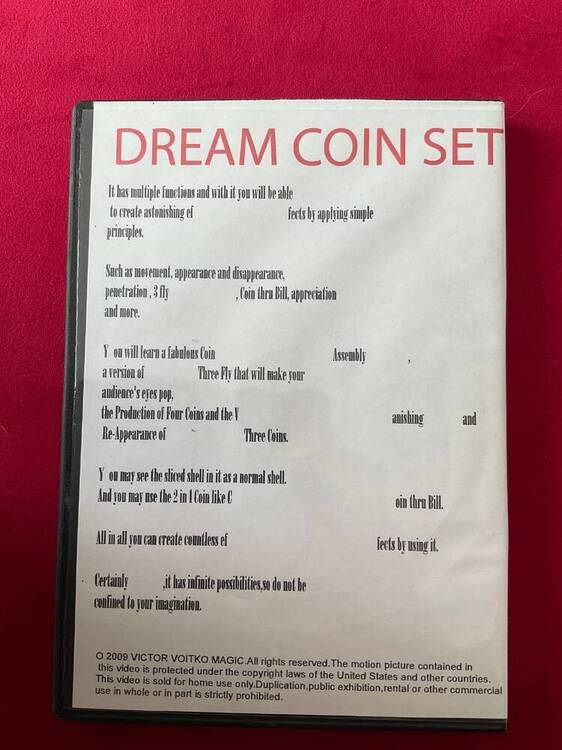 DREAM COIN SET
It has multiple functions and with it you will be able
to create astonishing ef fects by applying simple
principles.
Such as movement, appearance and disappearance,
penetration , 3 fly , Coin thru Bill, appreciation
and more.
Y ou will learn a fabulous Coin Assembly ,
a version of Three Fly that will make your
audience's eyes pop,
the Production of Four Coins and the V anishing and
Re-Appearance of Three Coins.
Y ou may see the sliced shell in it as a normal shell.
And you may use the 2 in 1 Coin like C oin thru Bill.
All in all you can create countless ef fects by using it.
Certainly ,it has infinite possibilities,so do not be
confined to your imagination.
O 2009 VICTOR VOITKO MAGIC.All rights reserved.The motion picture contained in
this video is protected under the copyright laws of the United States and other countries.
This video is sold for home use only.Duplication,public exhibition,rental or other commercial
use in whole or in part is strictly prohibited.